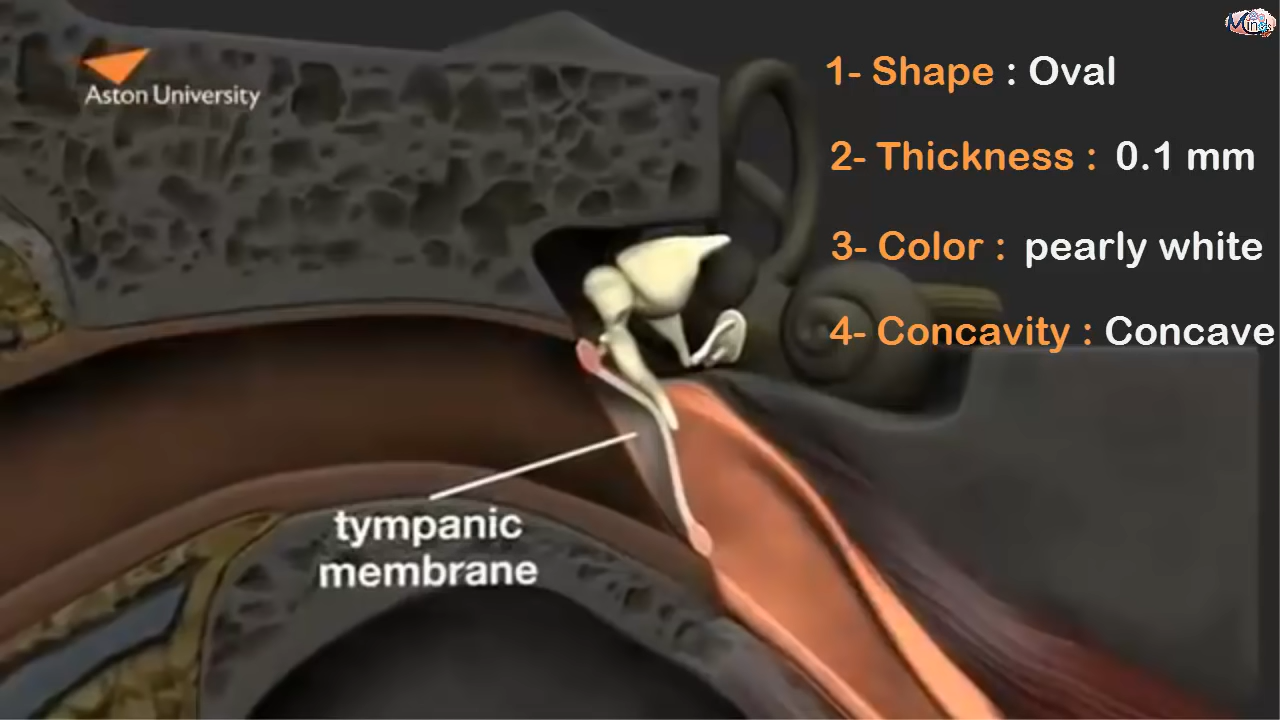 Aston University
1- Shape : Oval
2- Thickness : 0.1 mm
3- Color : pearly white
4- Concavity : Concave
tympanic
membrane